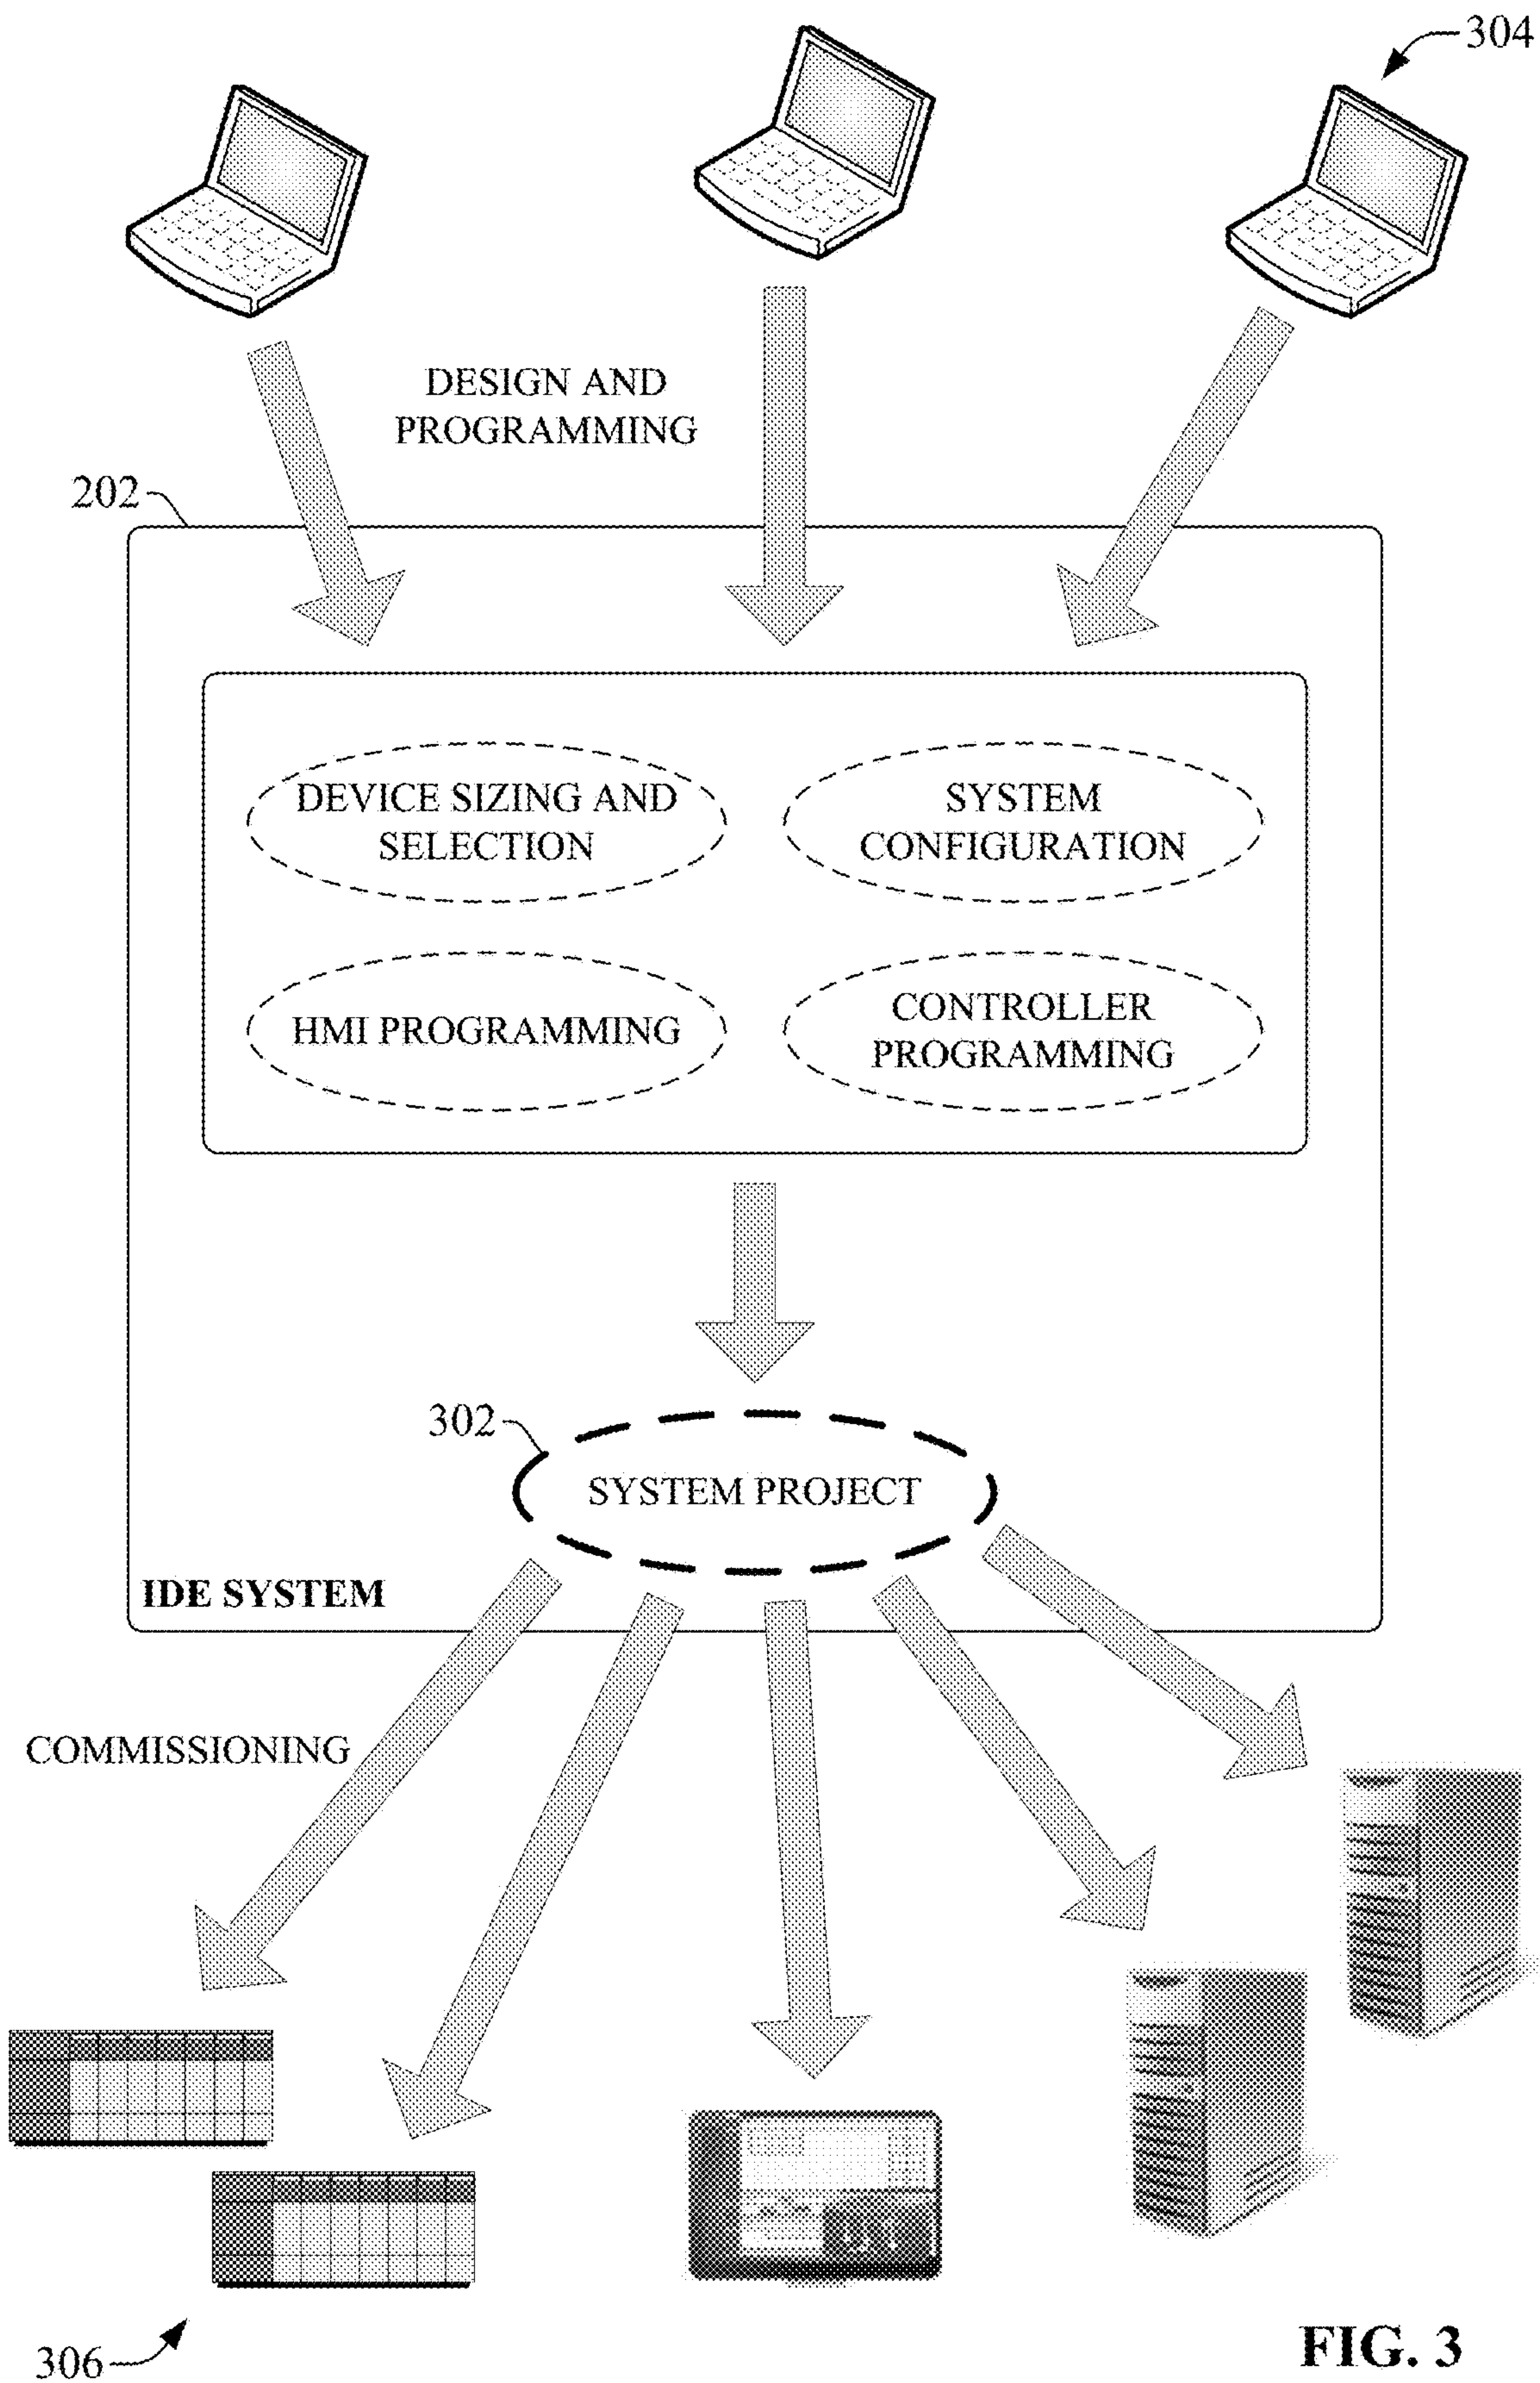 304
DESIGN AND
PROGRAMMING
202
DEVICE SIZING AND
SELECTION
SYSTEM
CONFIGURATION
HMI PROGRAMMING
CONTROLLER
PROGRAMMING
302
SYSTEM PROJECT
IDE SYSTEM
COMMISSIONING
306
FIG. 3